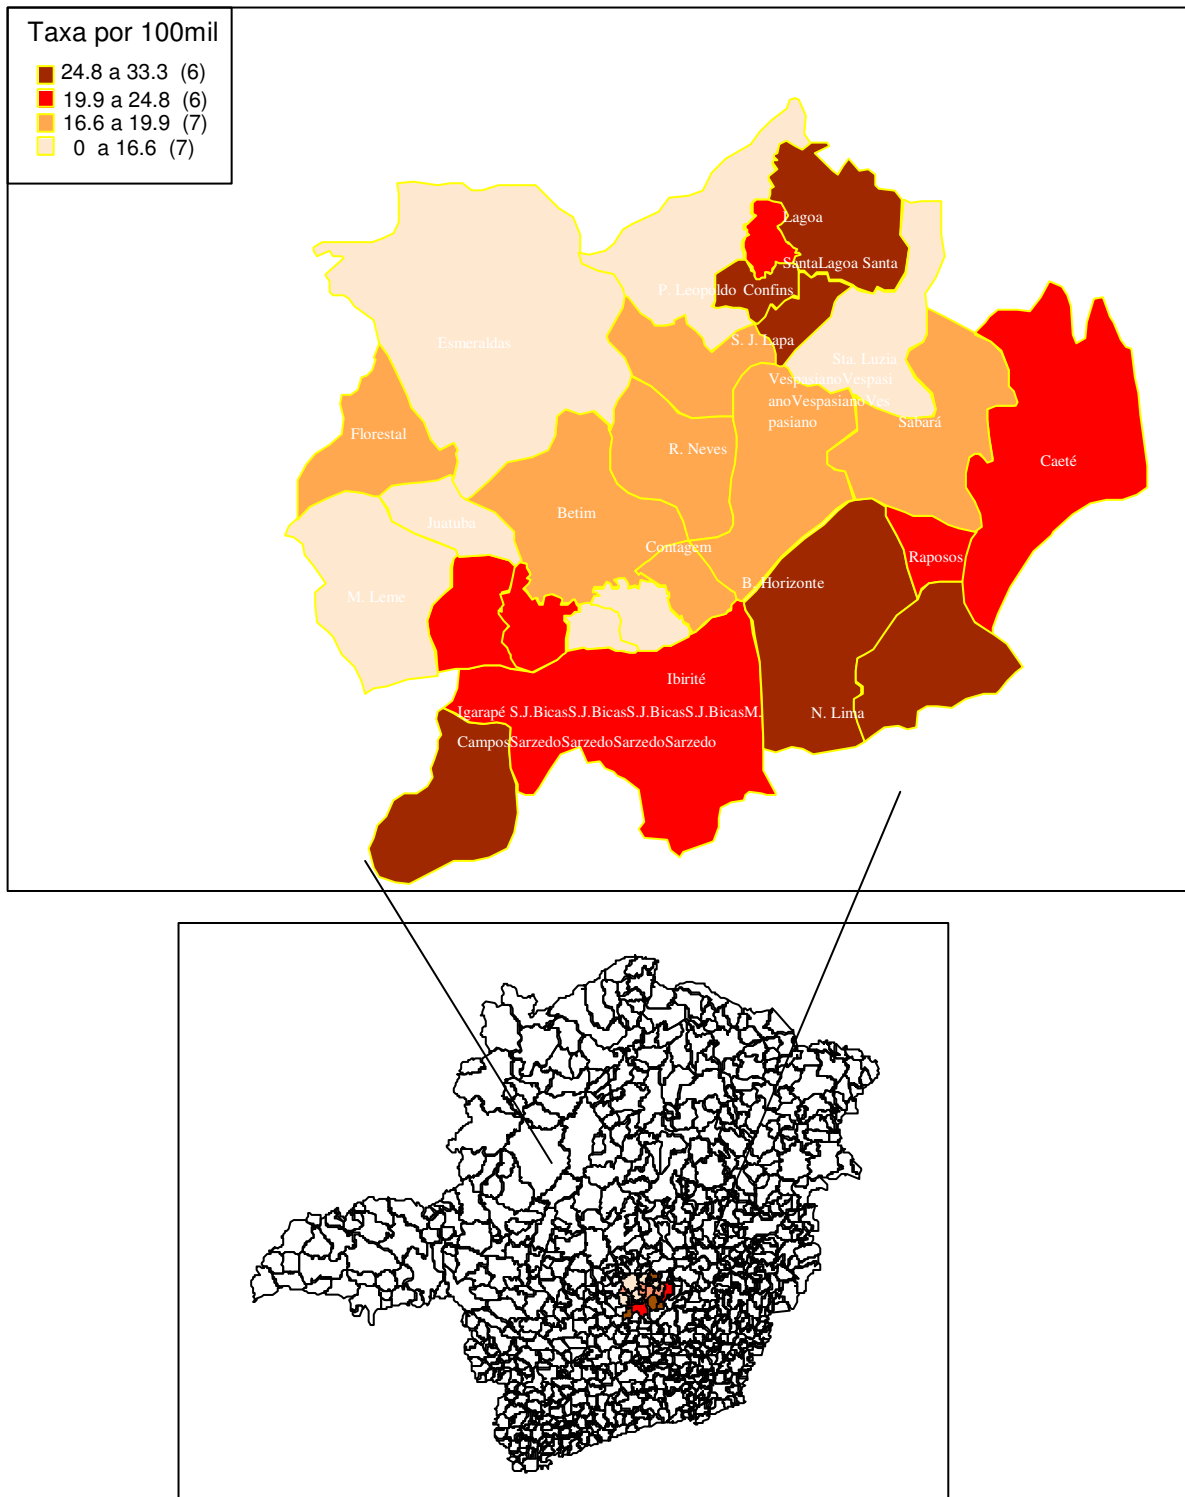 Taxa por 100mil
24.8 a 33.3 (6)
19.9 a 24.8 (6)
16.6 a 19.9 (7)
0 a 16.6 (7)
Lagoa
SantaLagoa Santa
P. Leopoldo Confins
Esmeraldas
S. J. Lapa
Sta. Luzia
VespasianoVespasi
anoVespasianoVes
pasiano
Florestal
Sabará
R. Neves
Caeté
Betim
Juatuba
Contagem
Raposos
B. Horizonte
M. Leme
Ibirité
Igarapé S.J.BicasS.J.BicasS.J.BicasS.J.BicasM.
N. Lima
CamposSarzedoSarzedoSarzedoSarzedo